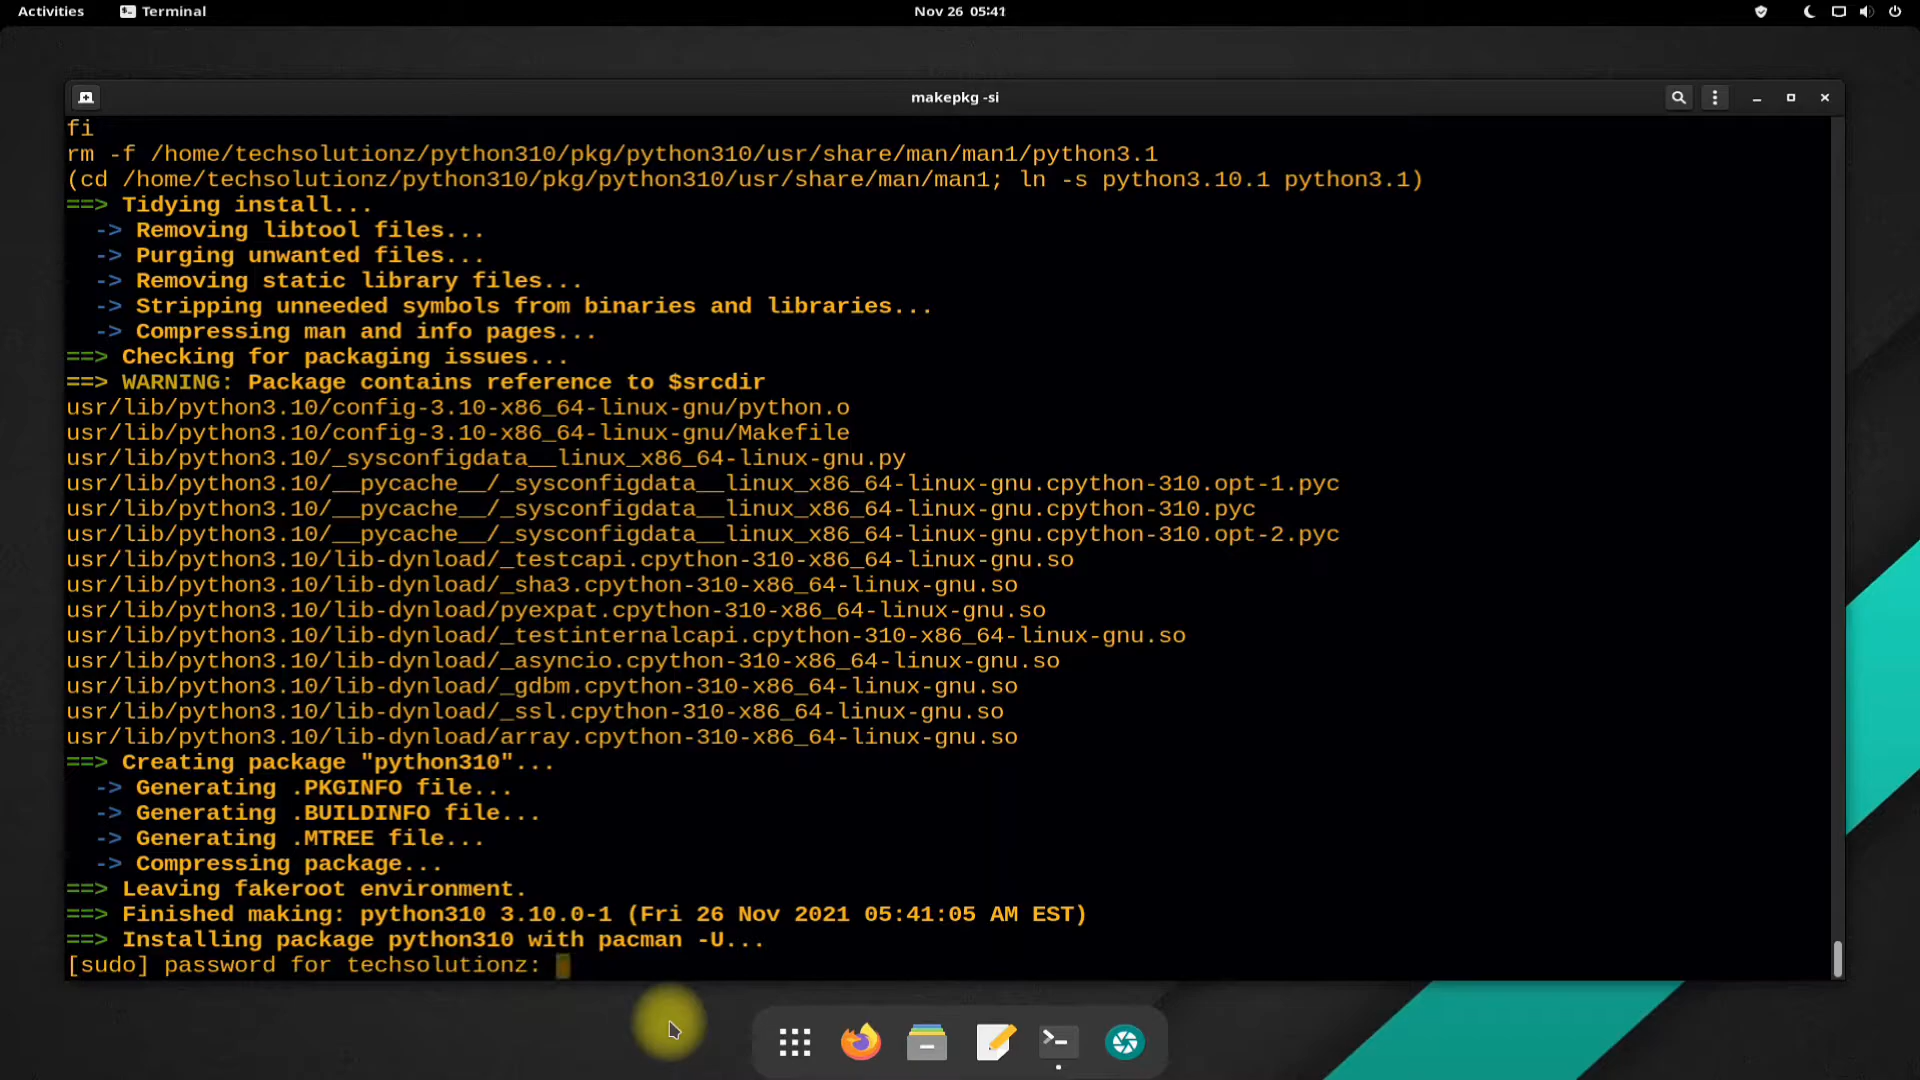 Activities
Terminal
Nov 26 05:41
makepkg -si
fi
rm -f /home/techsolutionz/python310/pkg/python310/usr/share/man/man1/python3.1
(cd /home/techsolutionz/python310/pkg/python310/usr/share/man/man1; ln -s python3.10.1 python3.1)
==> Tidying install...
-> Removing libtool files...
-> Purging unwanted files...
-> Removing static library files...
-> Stripping unneeded symbols from binaries and libraries...
-> Compressing man and info pages...
==> Checking for packaging issues...
==> WARNING: Package contains reference to $srcdir
usr/lib/python3.10/config-3.10-x86_64-linux-gnu/python.o
usr/lib/python3.10/config-3.10-x86_64-linux-gnu/Makefile
usr/lib/python3.10/_sysconfigdata__linux_x86_64-linux-gnu.py
usr/lib/python3.10/__pycache__/_sysconfigdata__linux_x86_64-linux-gnu.cpython-310.opt-1.pyc
usr/lib/python3.10/__pycache__/_sysconfigdata__linux_x86_64-linux-gnu.cpython-310.pyc
usr/lib/python3.10/__pycache__/_sysconfigdata__linux_x86_64-linux-gnu.cpython-310.opt-2.pyc
usr/lib/python3.10/lib-dynload/_testcapi.cpython-310-x86_64-linux-gnu.so
usr/lib/python3.10/lib-dynload/_sha3.cpython-310-x86_64-linux-gnu.so
usr/lib/python3.10/lib-dynload/pyexpat.cpython-310-x86_64-linux-gnu.so
usr/lib/python3.10/lib-dynload/_testinternalcapi.cpython-310-x86_64-linux-gnu.so
usr/lib/python3.10/lib-dynload/_asyncio.cpython-310-x86_64-linux-gnu.so
usr/lib/python3.10/lib-dynload/_gdbm.cpython-310-x86_64-linux-gnu.so
usr/lib/python3.10/lib-dynload/_ssl.cpython-310-x86_64-linux-gnu.so
usr/lib/python3.10/lib-dynload/array.cpython-310-x86_64-linux-gnu.so
==> Creating package "python310"...
-> Generating .PKGINFO file...
-> Generating .BUILDINFO file...
-> Generating .MTREE file...
-> Compressing package...
==> Leaving fakeroot environment.
==> Finished making: python310 3.10.0-1 (Fri 26 Nov 2021 05:41:05 AM EST)
==> Installing package python310 with pacman -U...
[sudo] password for techsolutionz: